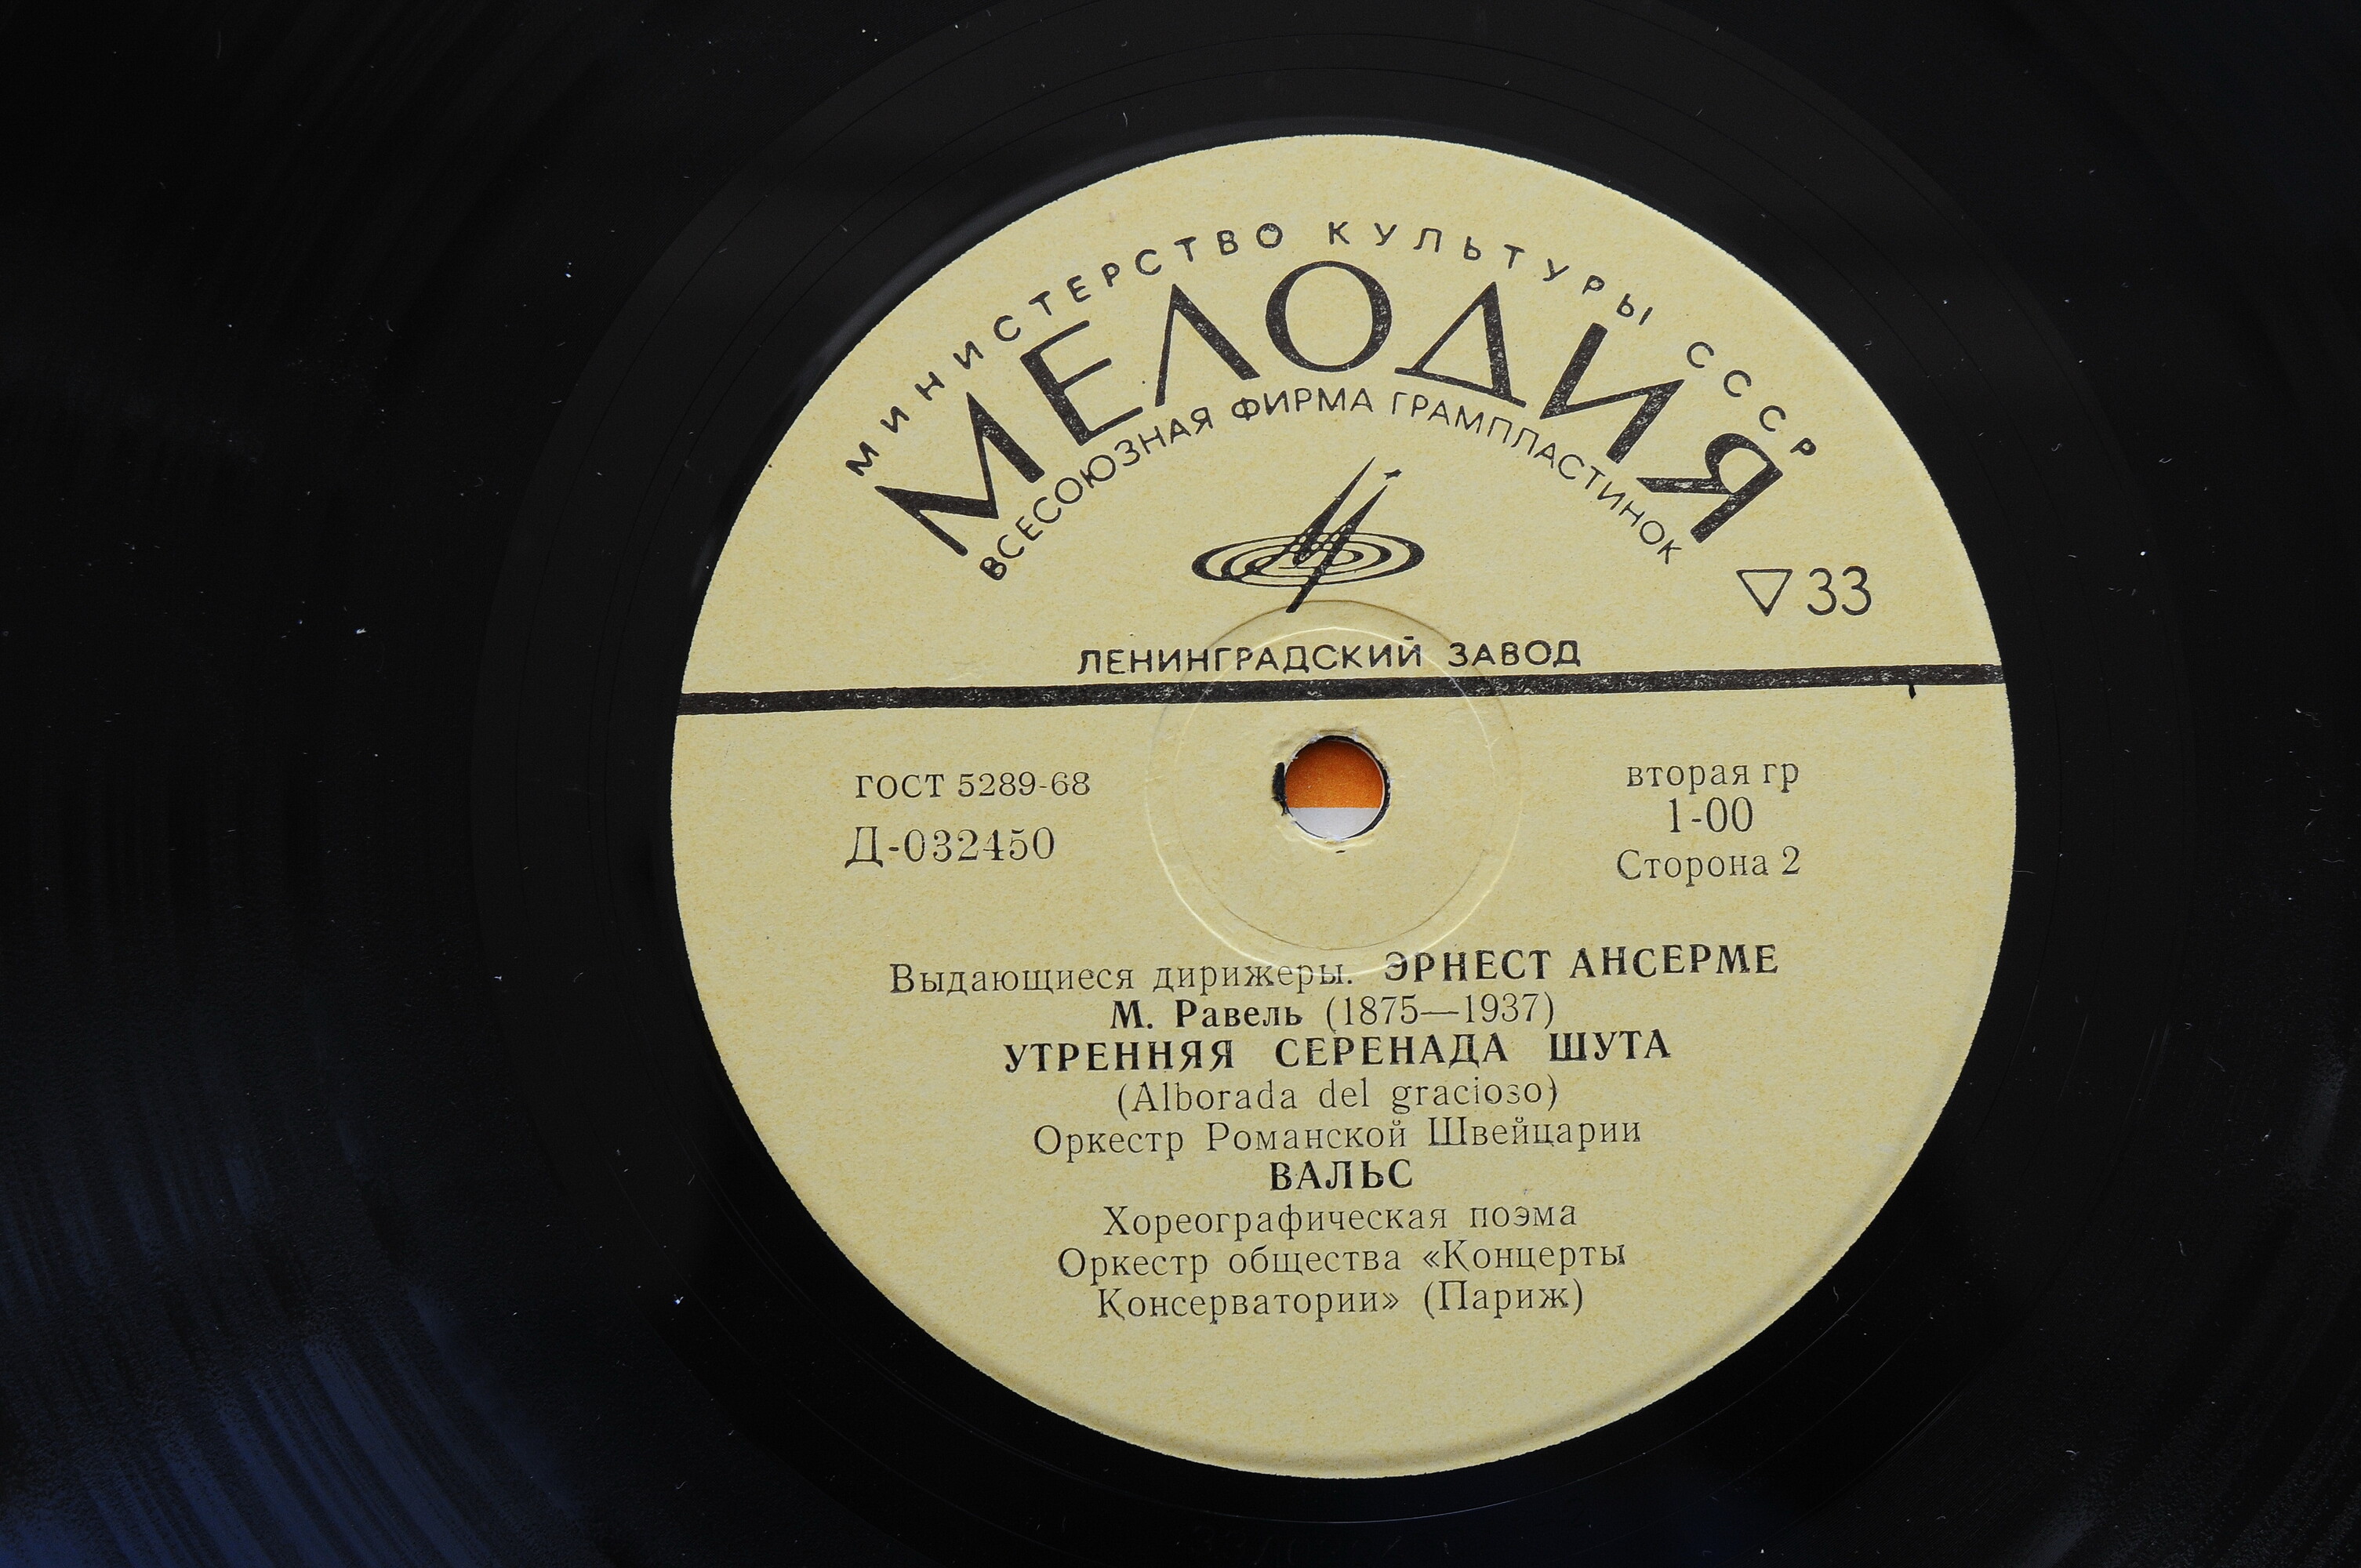 МИНИСТЕРСТВО КУЛЬТУРЫ СССР
МЕЛОДИЯ
ВСЕСОЮЗНАЯ ФИРМА ГРАМПЛАСТИНОК
▽33
ЛЕНИНГРАДСКИЙ ЗАВОД
ГОСТ 5289-68
Д-032450
вторая гр
1-00
Сторона 2
Выдающиеся дирижеры. ЭРНЕСТ АНСЕРМЕ
М. Равель (1875—1937)
УТРЕННЯЯ СЕРЕНАДА ШУТА
(Alborada del gracioso)
Оркестр Романской Швейцарии
ВАЛЬС
Хореографическая поэма
Оркестр общества «Концерты
Консерватории» (Париж)